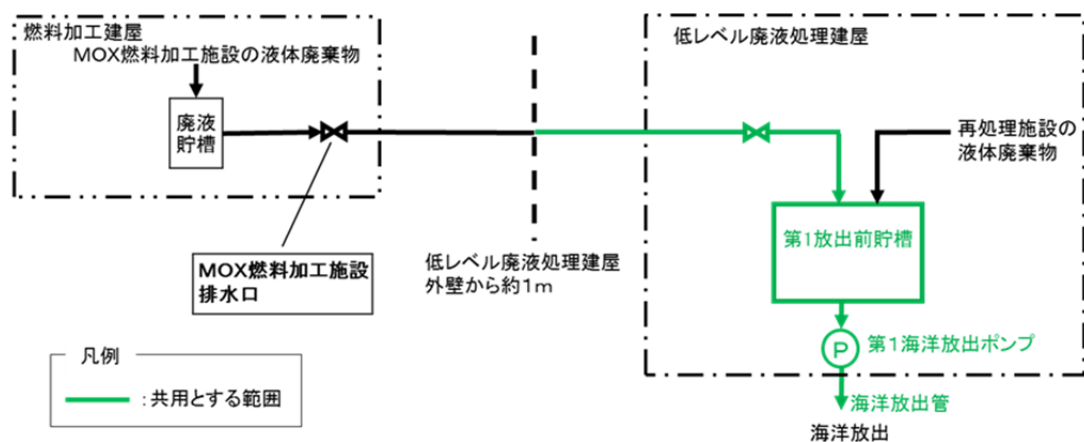 燃料加工建屋
MOX燃料加工施設の液体廃棄物
廃液
貯槽
MOX燃料加工施設
排水口
低レベル廃液処理建屋
外壁から約1m
低レベル廃液処理建屋
再処理施設の
液体廃棄物
第1放出前貯槽
P
第1海洋放出ポンプ
海洋放出管
海洋放出
凡例
:共用とする範囲